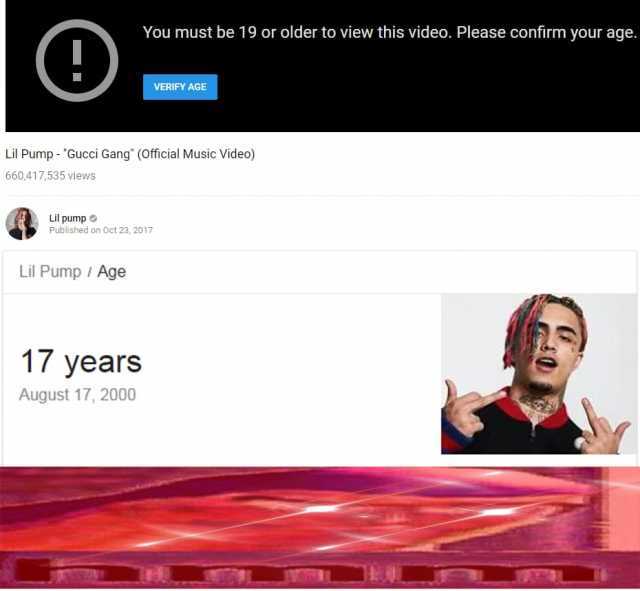 You must be 19 or older to view this video. Please confirm your age.
VERIFY AGE
Lil Pump - "Gucci Gang" (Official Music Video)
660,417,535 views
Lil pump
Published on Oct 23, 2017
Lil Pump / Age
17 years
August 17, 2000